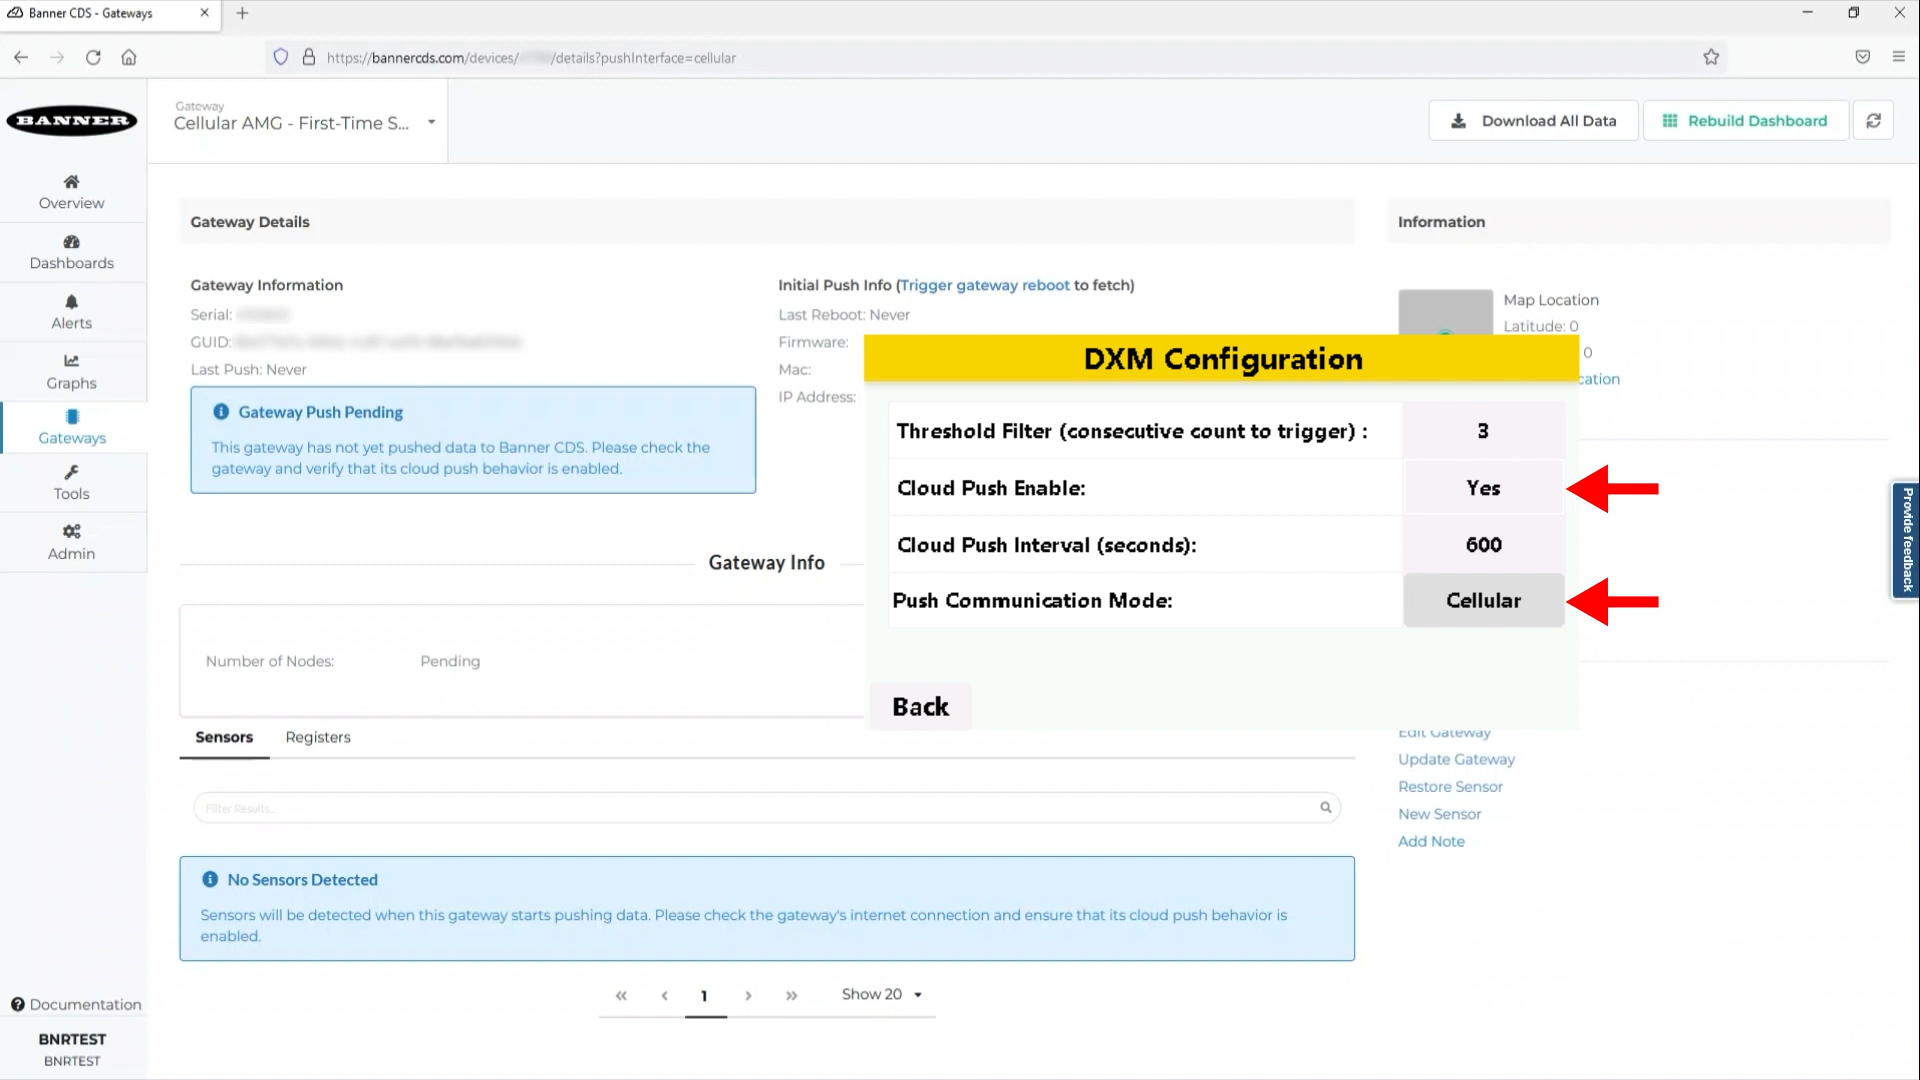 Banner CDS - Gateways
https://bannercds.com/devices/
/details?pushInterface=cellular
BANNER
Gateway
Cellular AMG - First-Time S...
Download All Data
Rebuild Dashboard
Overview
Dashboards
Alerts
Graphs
Gateways
Tools
Admin
Documentation
BNRTEST
BNRTEST
Gateway Details
Gateway Information
Serial:
GUID:
Last Push: Never
Gateway Push Pending
This gateway has not yet pushed data to Banner CDS. Please check the
gateway and verify that its cloud push behavior is enabled.
Initial Push Info (Trigger gateway reboot to fetch)
Last Reboot: Never
Firmware:
Mac:
IP Address:
Information
Map Location
Latitude: 0
0
cation
DXM Configuration
Threshold Filter (consecutive count to trigger) : 3
Cloud Push Enable: Yes
Cloud Push Interval (seconds): 600
Push Communication Mode: Cellular
Back
Provide feedback
Gateway Info
Number of Nodes: Pending
Sensors Registers
Filter Results...
No Sensors Detected
Sensors will be detected when this gateway starts pushing data. Please check the gateway's internet connection and ensure that its cloud push behavior is
enabled.
« ‹ 1 › » Show 20
Edit Gateway
Update Gateway
Restore Sensor
New Sensor
Add Note